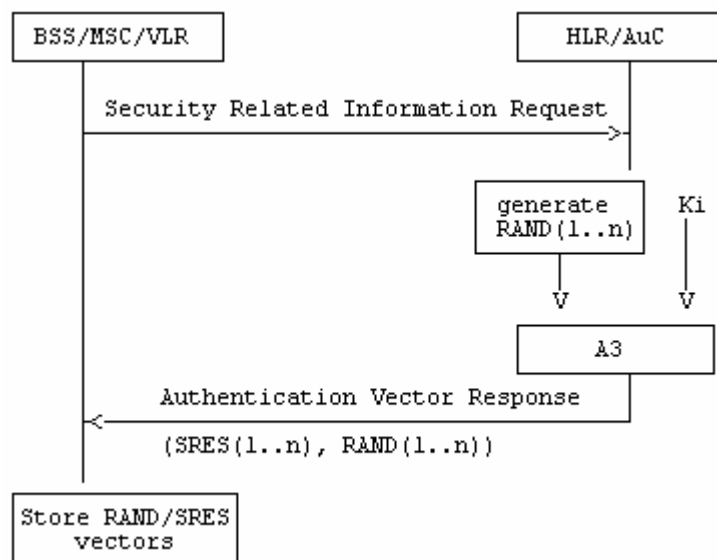 BSS/MSC/VLR
HLR/AuC
Security Related Information Request
generate
RAND(1..n)
Ki
V
V
A3
Authentication Vector Response
(SRES(1..n), RAND(1..n))
Store RAND/SRES
vectors